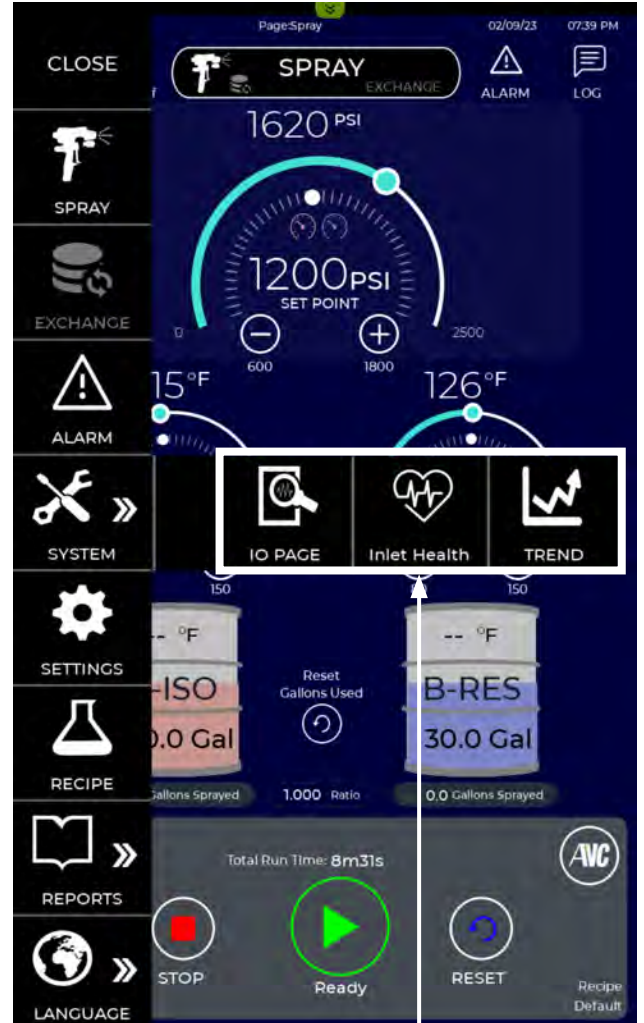 Page:Spray
02/09/23
07:39 PM
CLOSE
SPRAY
EXCHANGE
ALARM
LOG
f
1620 PSI
SPRAY
1200PSI
SET POINT
EXCHANGE
0
2500
600
1800
15°F
126°F
ALARM
SYSTEM
IO PAGE
Inlet Health
TREND
150
150
SETTINGS
-- °F
-- °F
Reset
Gallons Used
-ISO
B-RES
0.0 Gal
30.0 Gal
RECIPE
Gallons Sprayed
1.000 Ratio
0.0 Gallons Sprayed
Total Run TIme: 8m31s
AVC
REPORTS
STOP
Ready
RESET
Recipe
Default
LANGUAGE